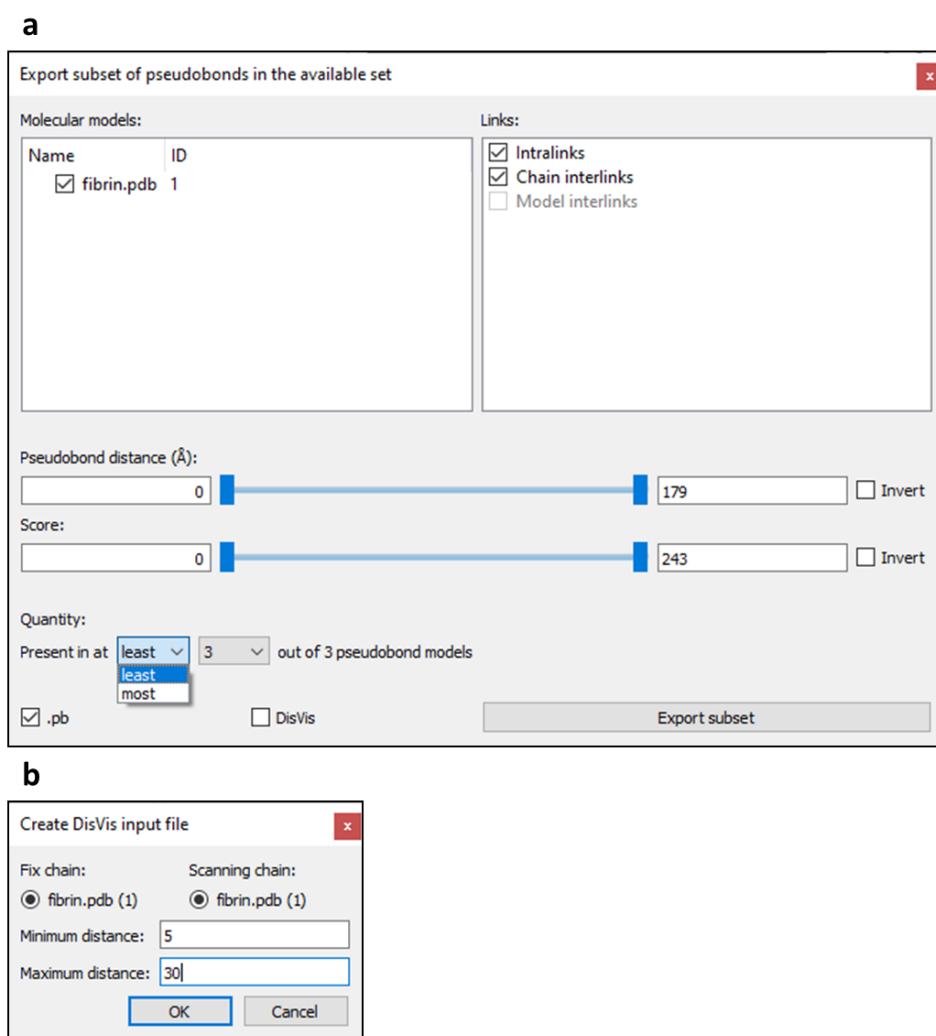 a
Export subset of pseudobonds in the available set
x
Molecular models:
Links:
Name ID
fibrin.pdb 1
Intralinks
Chain interlinks
Model interlinks
Pseudobond distance (Å):
0 179 Invert
Score:
0 243 Invert
Quantity:
Present in at least 3 out of 3 pseudobond models
least
most
.pb DisVis Export subset
b
Create DisVis input file
x
Fix chain: Scanning chain:
fibrin.pdb (1) fibrin.pdb (1)
Minimum distance: 5
Maximum distance: 30
OK Cancel